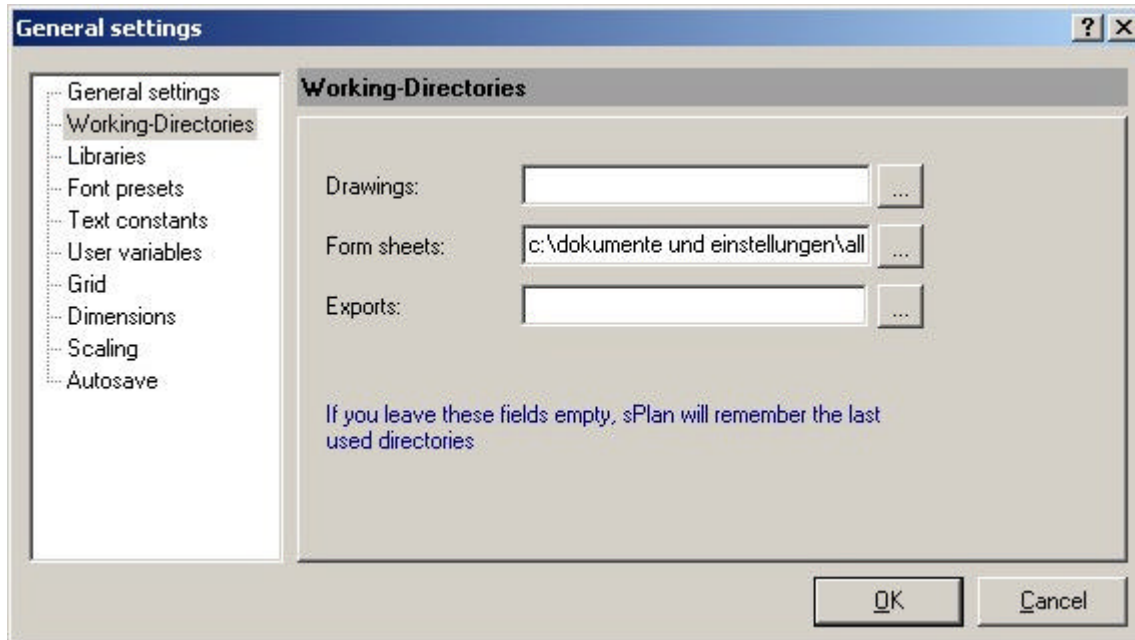 General settings
General settings
Working-Directories
Libraries
Font presets
Text constants
User variables
Grid
Dimensions
Scaling
Autosave
Working-Directories
Drawings:
...
Form sheets:
c:\dokumente und einstellungen\all
...
Exports:
...
If you leave these fields empty, sPlan will remember the last
used directories
OK
Cancel